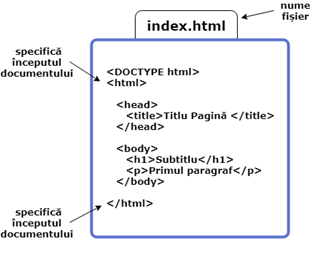 nume
fișier
index.html
specifică
începutul
documentului
<DOCTYPE html>
<html>
<head>
<title>Titlu Pagină </title>
</head>
<body>
<h1>Subtitlu</h1>
<p>Primul paragraf</p>
</body>
</html>
specifică
începutul
documentului